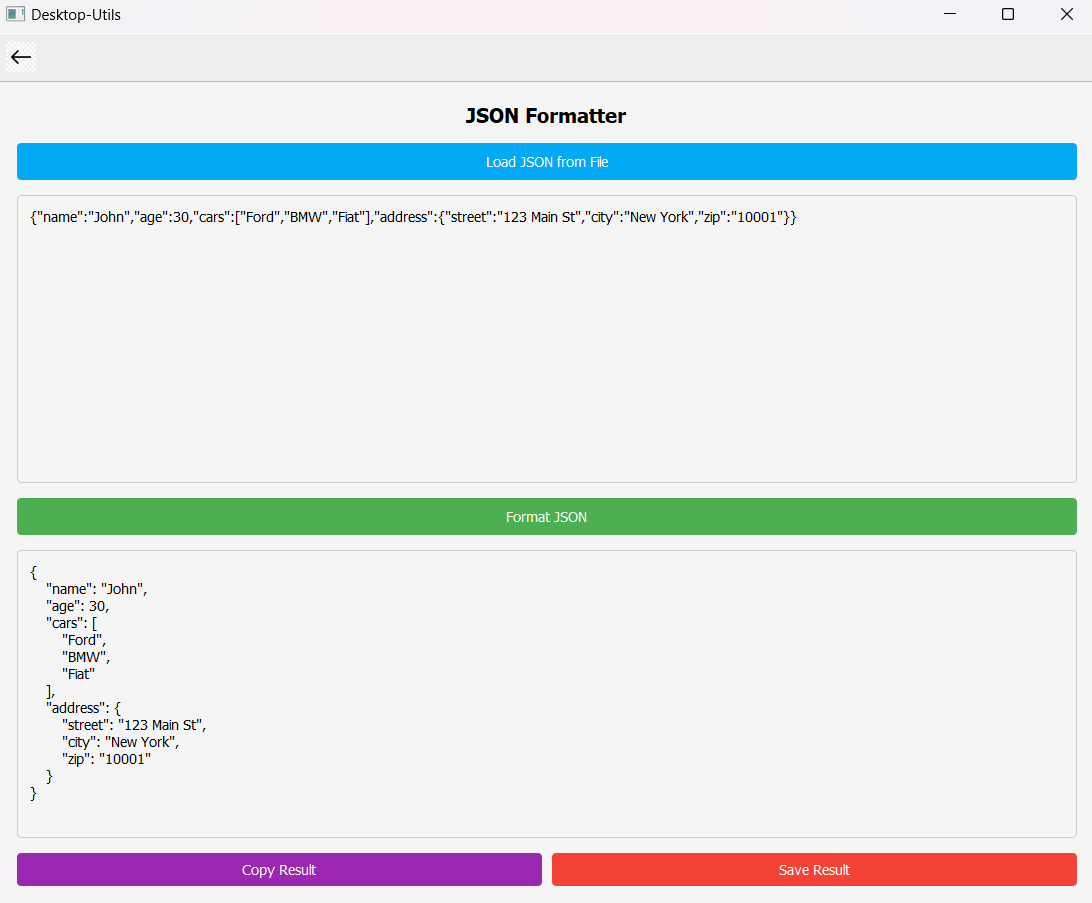 Desktop-Utils
JSON Formatter
Load JSON from File
{"name":"John","age":30,"cars":["Ford","BMW","Fiat"],"address":{"street":"123 Main St","city":"New York","zip":"10001"}}
Format JSON
{
    "name": "John",
    "age": 30,
    "cars": [
        "Ford",
        "BMW",
        "Fiat"
    ],
    "address": {
        "street": "123 Main St",
        "city": "New York",
        "zip": "10001"
    }
}
Copy Result
Save Result